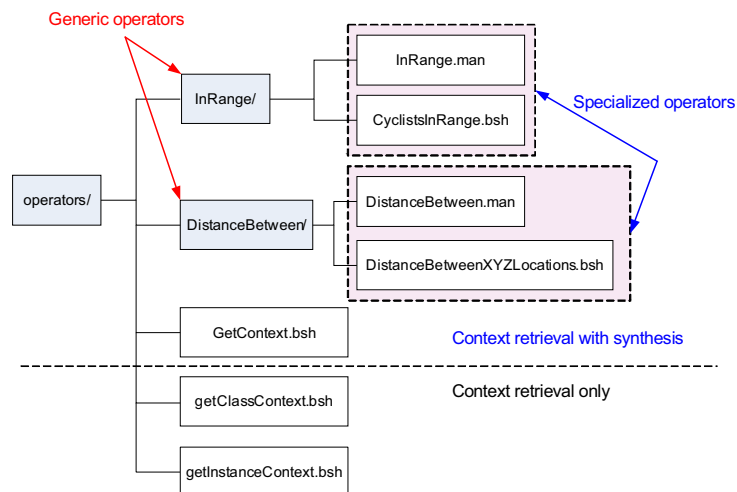 Generic operators
InRange.man
InRange/
Specialized operators
CyclistsInRange.bsh
operators/
DistanceBetween.man
DistanceBetween/
DistanceBetweenXYZLocations.bsh
GetContext.bsh
Context retrieval with synthesis
Context retrieval only
getClassContext.bsh
getInstanceContext.bsh